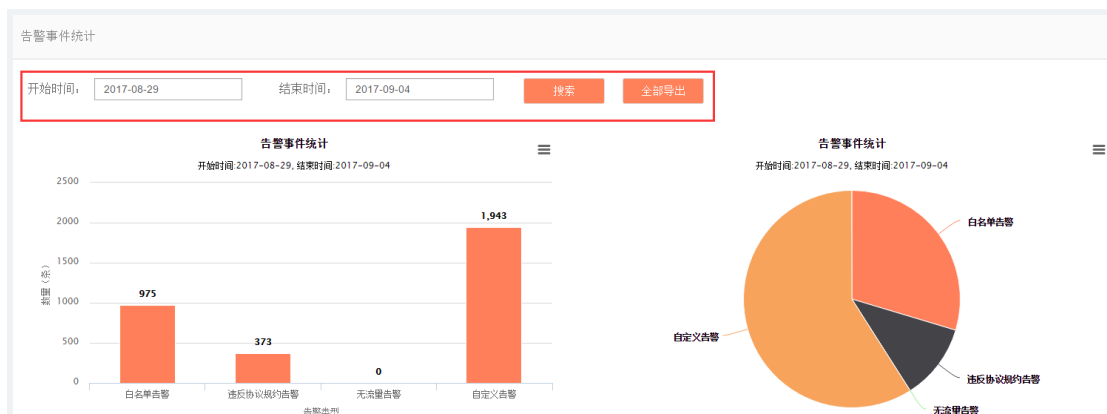 告警事件统计
开始时间： 2017-08-29 结束时间： 2017-09-04 搜索 全部导出
告警事件统计
开始时间:2017-08-29, 结束时间:2017-09-04
2500
2000
1500
1000
500
0
数量（条）
975
373
0
1,943
白名单告警 违反协议规约告警 无流量告警 自定义告警
告警类型
告警事件统计
开始时间:2017-08-29, 结束时间:2017-09-04
白名单告警
自定义告警
违反协议规约告警
无流量告警